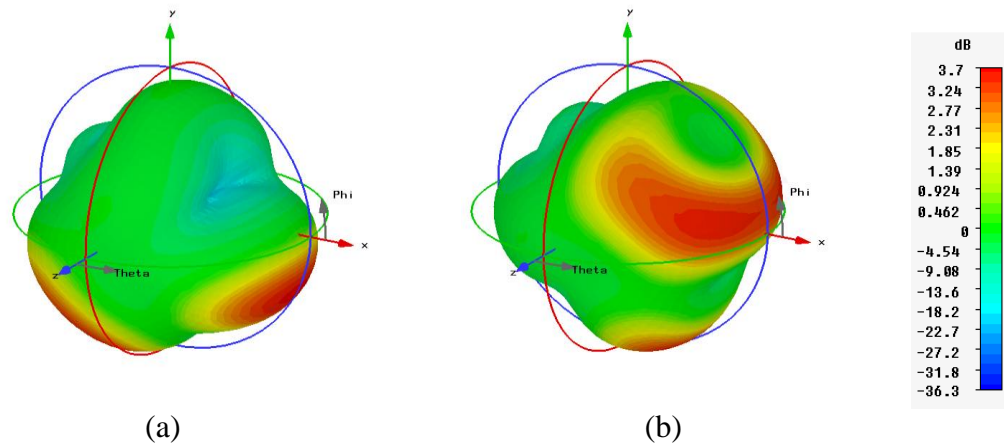 y
Phi
x
z
Theta
(a)
y
Phi
x
z
Theta
(b)
dB
3.7
3.24
2.77
2.31
1.85
1.39
0.924
0.462
0
-4.54
-9.08
-13.6
-18.2
-22.7
-27.2
-31.8
-36.3